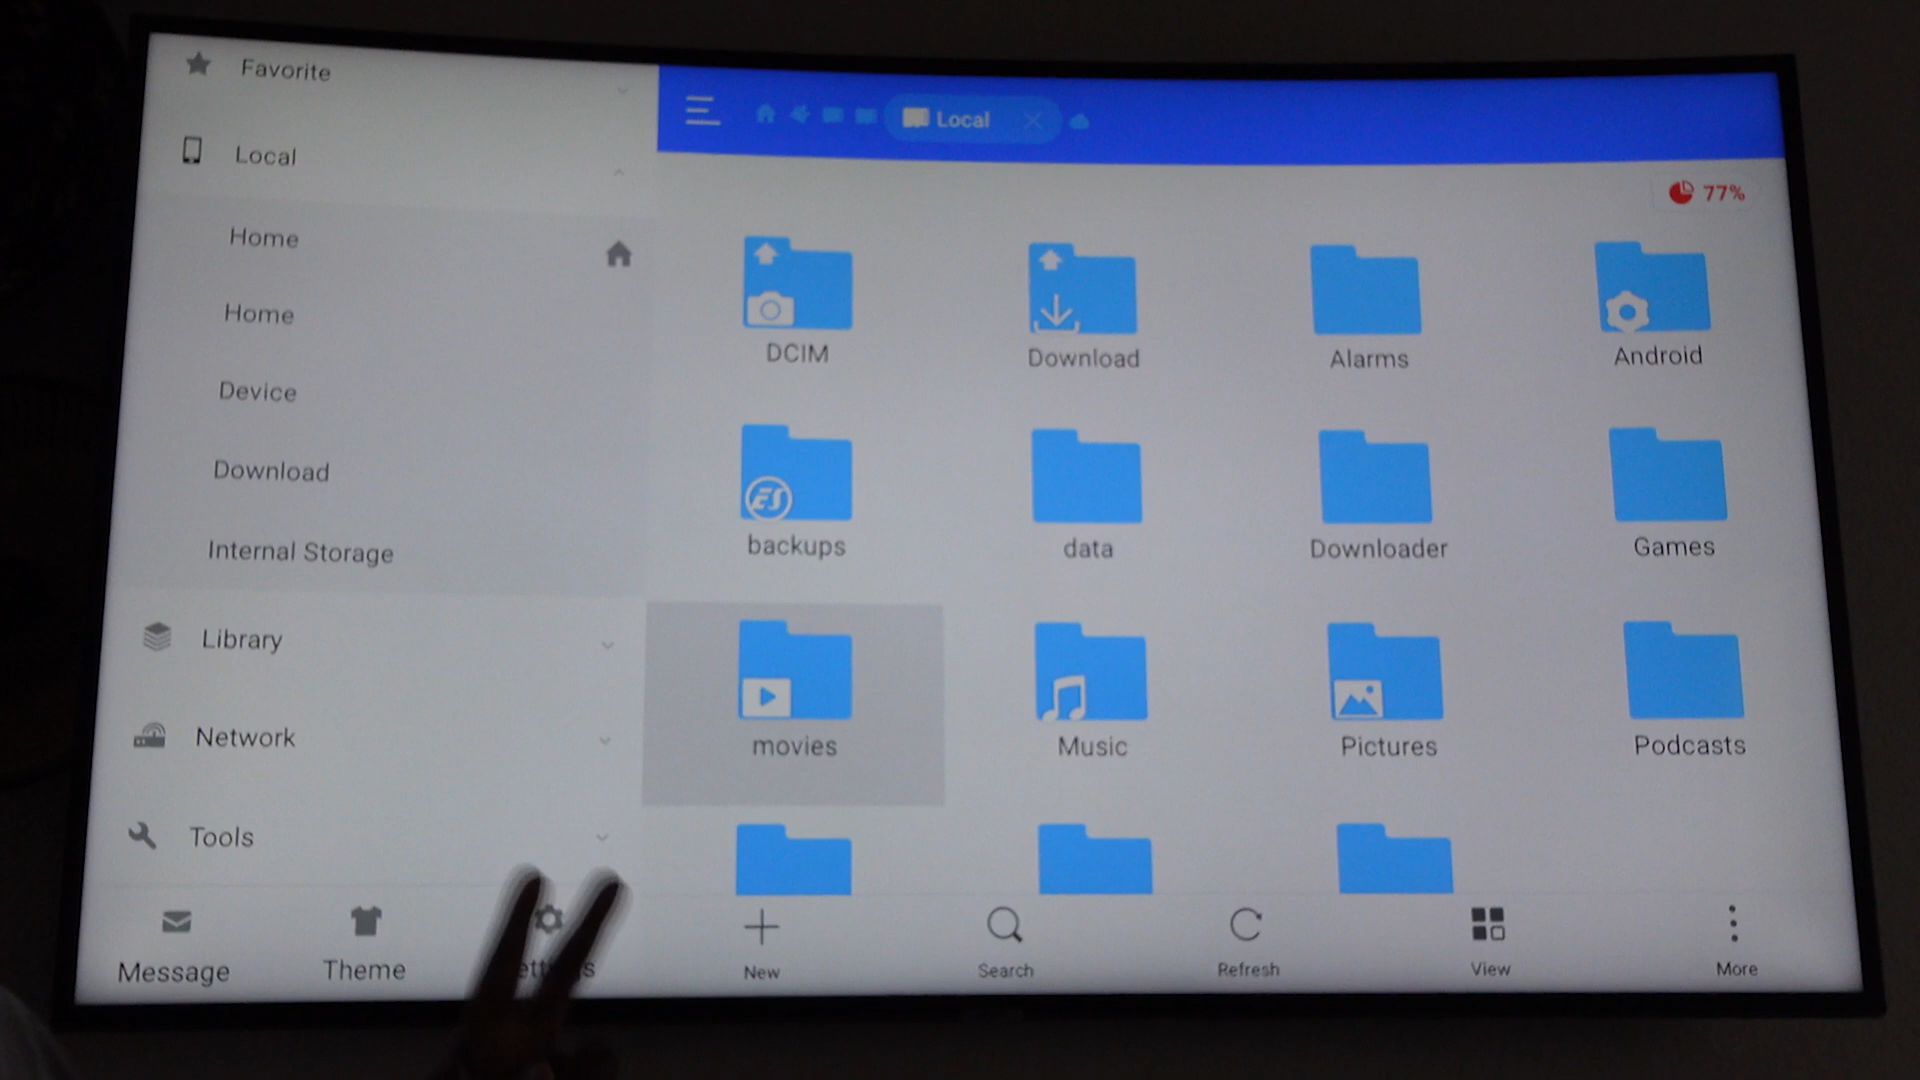 Favorite
Local
Home
Home
Device
Download
Internal Storage
Library
Network
Tools
Message
Theme
Local
77%
DCIM
Download
Alarms
Android
ES
backups
data
Downloader
Games
movies
Music
Pictures
Podcasts
New
Search
Refresh
View
More